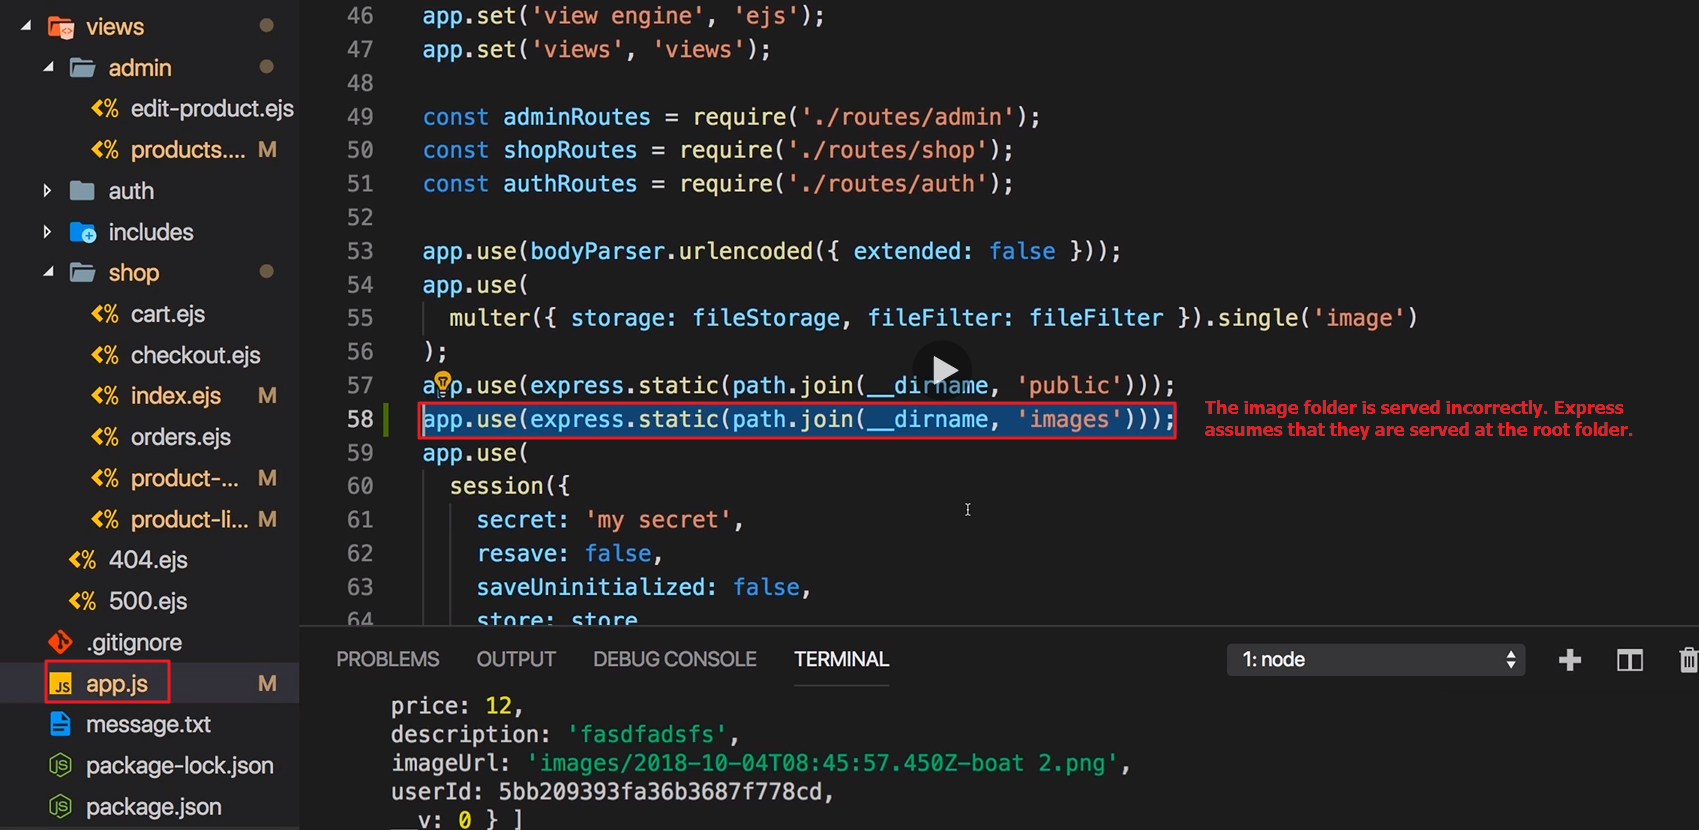 views
admin
edit-product.ejs
products.... M
auth
includes
shop
cart.ejs
checkout.ejs
index.ejs M
orders.ejs
product-... M
product-li... M
404.ejs
500.ejs
.gitignore
JS app.js M
message.txt
package-lock.json
package.json
46 app.set('view engine', 'ejs');
47 app.set('views', 'views');
48
49 const adminRoutes = require('./routes/admin');
50 const shopRoutes = require('./routes/shop');
51 const authRoutes = require('./routes/auth');
52
53 app.use(bodyParser.urlencoded({ extended: false }));
54 app.use(
55 multer({ storage: fileStorage, fileFilter: fileFilter }).single('image')
56 );
57 app.use(express.static(path.join(__dirname, 'public')));
58 app.use(express.static(path.join(__dirname, 'images')));
The image folder is served incorrectly. Express
assumes that they are served at the root folder.
59 app.use(
60 session({
61 secret: 'my secret',
62 resave: false,
63 saveUninitialized: false,
64 store: store
PROBLEMS OUTPUT DEBUG CONSOLE TERMINAL 1: node
price: 12,
description: 'fasdfadsfs',
imageUrl: 'images/2018-10-04T08:45:57.450Z-boat 2.png',
userId: 5bb209393fa36b3687f778cd,
__v: 0 } ]